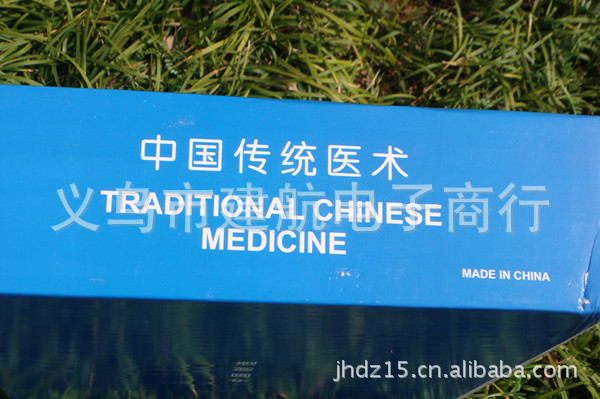 中国传统医术
义乌市建航电子商行
TRADITIONAL CHINESE
MEDICINE
MADE IN CHINA
jhdz15.cn.alibaba.com